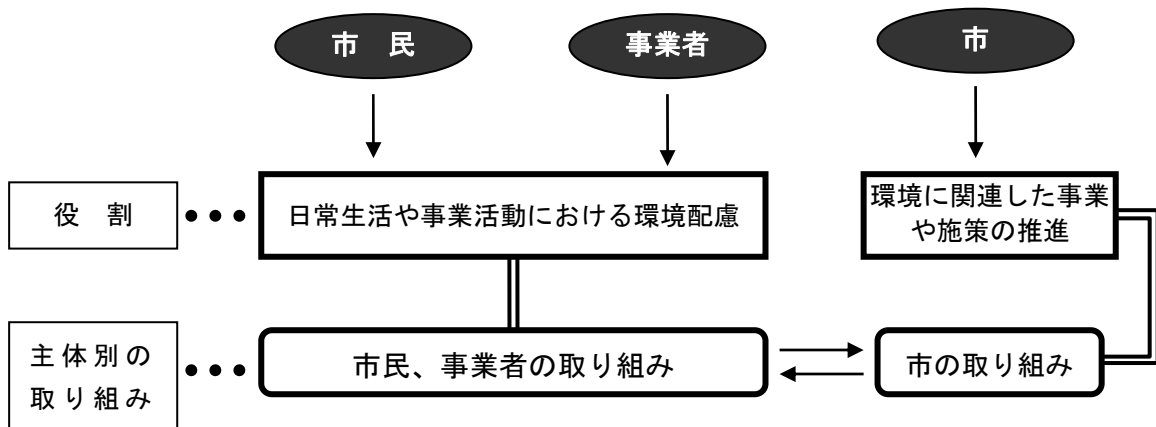 市　民
事業者
市
役　割
日常生活や事業活動における環境配慮
環境に関連した事業
や施策の推進
主体別の
取り組み
市民、事業者の取り組み
市の取り組み